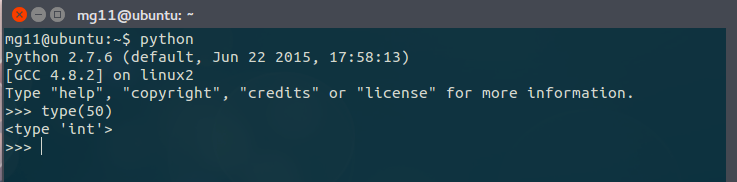 mg11@ubuntu: ~
mg11@ubuntu:~$ python
Python 2.7.6 (default, Jun 22 2015, 17:58:13)
[GCC 4.8.2] on linux2
Type "help", "copyright", "credits" or "license" for more information.
>>> type(50)
<type 'int'>
>>>